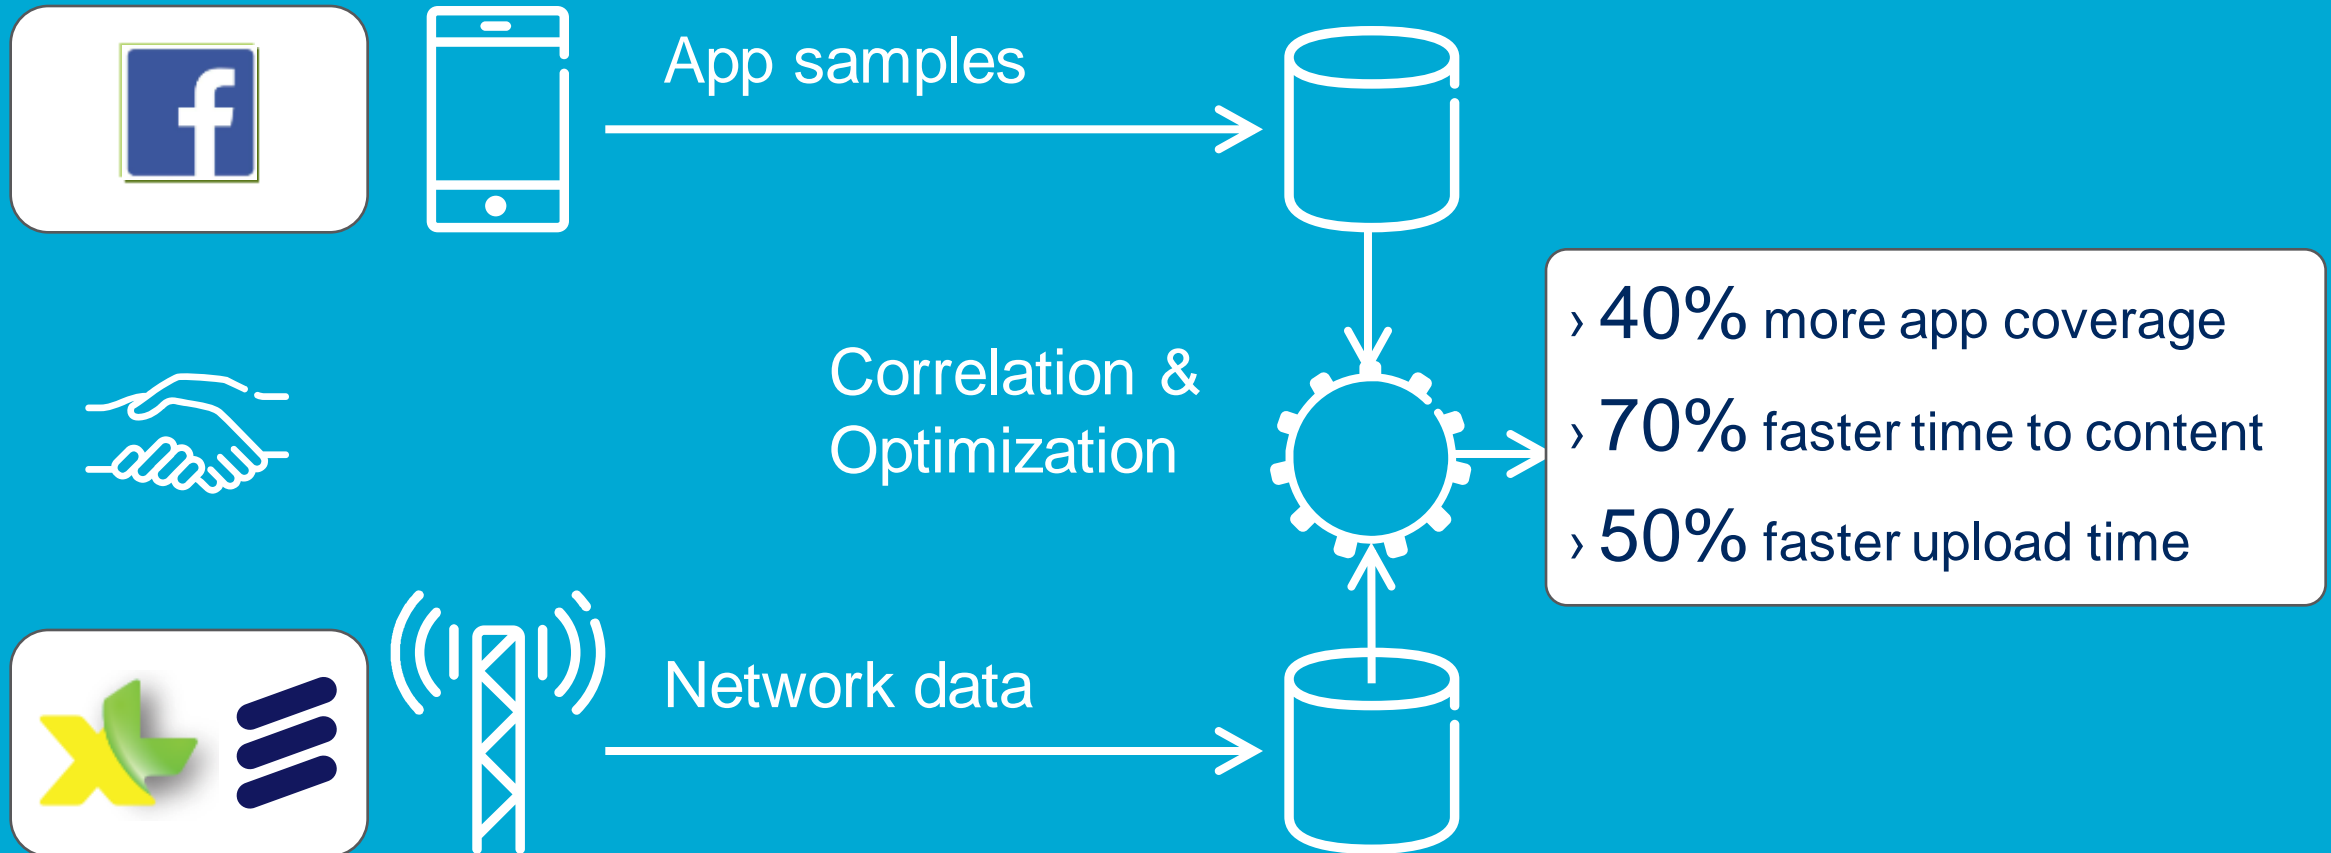 f
App samples
Correlation &
Optimization
› 40% more app coverage
› 70% faster time to content
› 50% faster upload time
XL
Network data